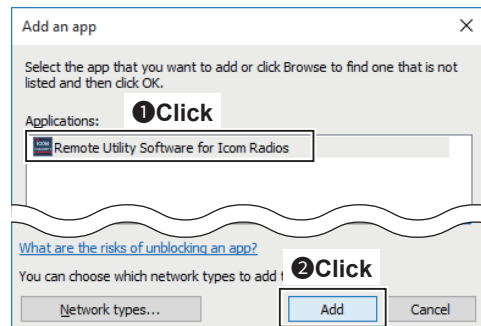 Add an app
Select the app that you want to add or click Browse to find one that is not
listed and then click OK.
❶Click
Applications:
Remote Utility Software for Icom Radios
What are the risks of unblocking an app?
❷Click
You can choose which network types to add
Network types...
Add
Cancel